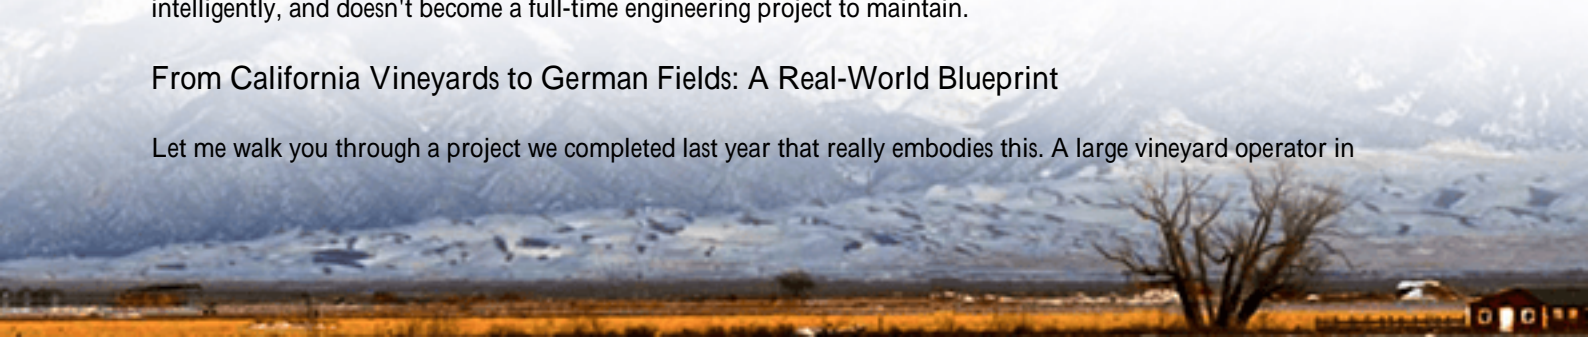 intelligently, and doesn't become a full-time engineering project to maintain.
From California Vineyards to German Fields: A Real-World Blueprint
Let me walk you through a project we completed last year that really embodies this. A large vineyard operator in